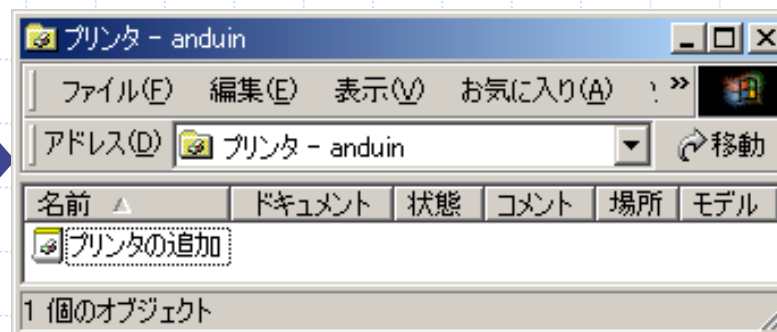 プリンタ - anduin
ファイル(F) 編集(E) 表示(V) お気に入り(A) »
アドレス(D) プリンタ - anduin 移動
名前 ドキュメント 状態 コメント 場所 モデル
プリンタの追加
1 個のオブジェクト